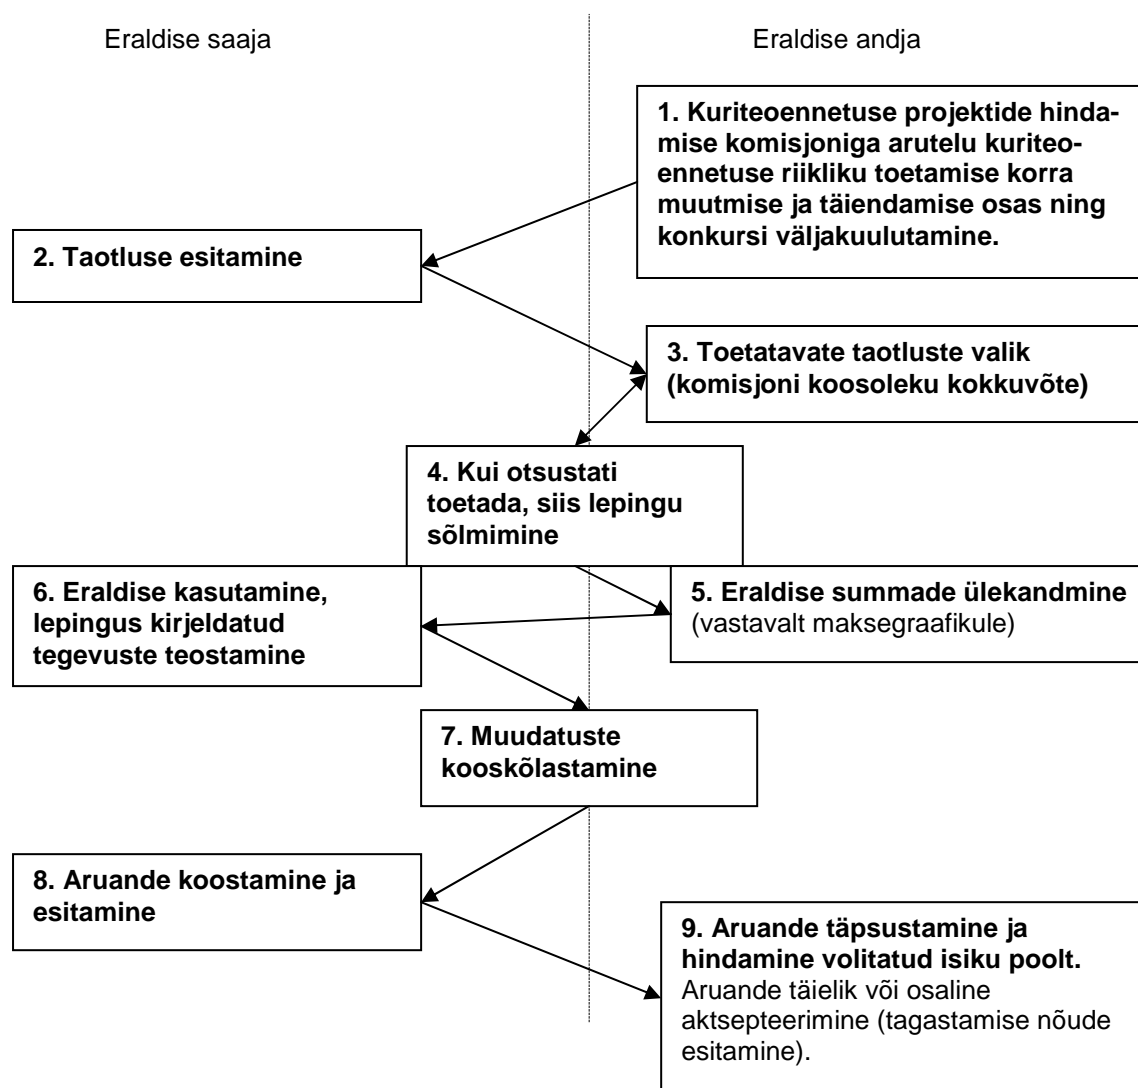 Eraldise saaja
Eraldise andja
1. Kuriteoennetuse projektide hinda-
mise komisjoniga arutelu kuriteo-
ennetuse riikliku toetamise korra
muutmise ja täiendamise osas ning
konkursi väljakuulutamine.
2. Taotluse esitamine
3. Toetatavate taotluste valik
(komisjoni koosoleku kokkuvõte)
4. Kui otsustati
toetada, siis lepingu
sõlmimine
5. Eraldise summade ülekandmine
(vastavalt maksegraafikule)
6. Eraldise kasutamine,
lepingus kirjeldatud
tegevuste teostamine
7. Muudatuste
kooskõlastamine
8. Aruande koostamine ja
esitamine
9. Aruande täpsustamine ja
hindamine volitatud isiku poolt.
Aruande täielik või osaline
aktsepteerimine (tagastamise nõude
esitamine).